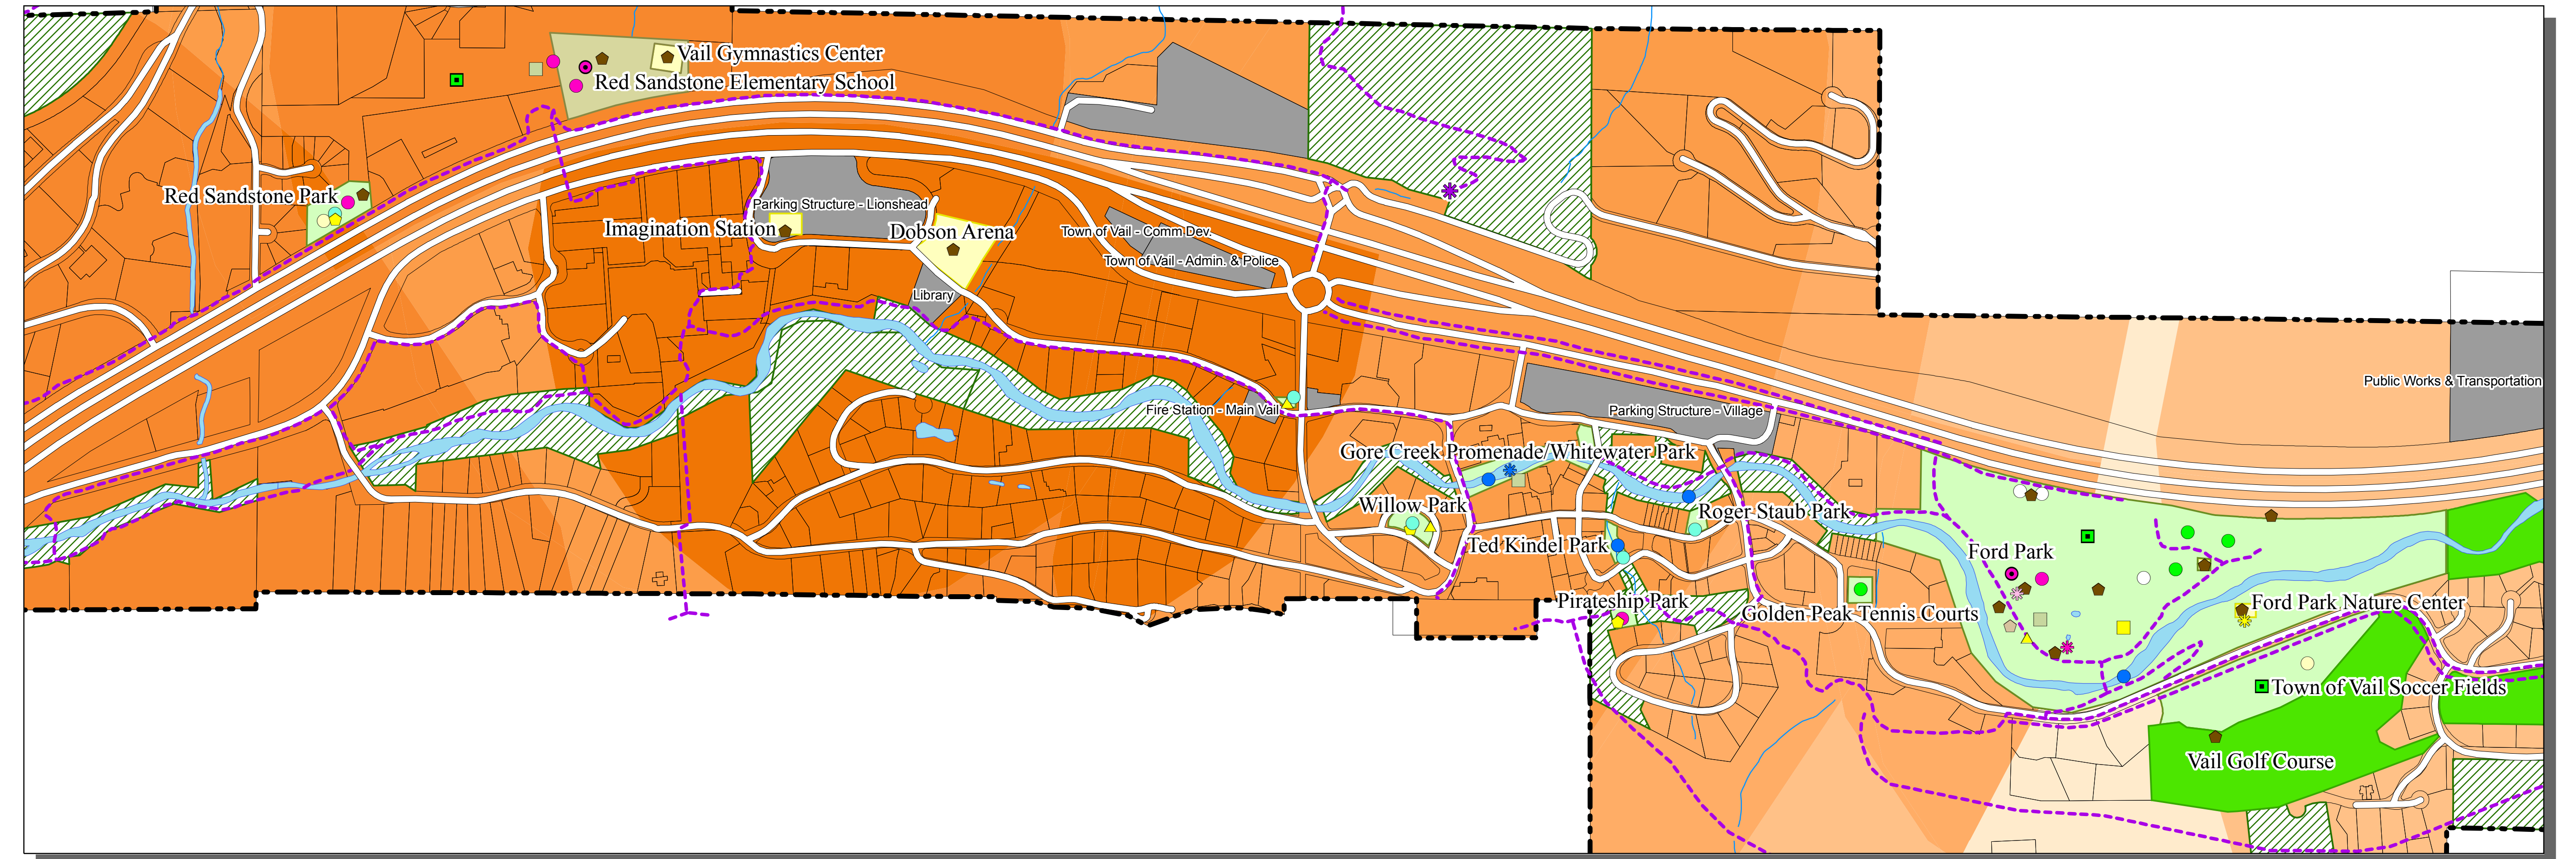 Vail Gymnastics Center
Red Sandstone Elementary School
Red Sandstone Park
Parking Structure - Lionshead
Imagination Station
Dobson Arena
Town of Vail - Comm Dev.
Town of Vail - Admin. & Police
Library
Public Works & Transportation
Fire Station - Main Vail
Parking Structure - Village
Gore Creek Promenade/Whitewater Park
Willow Park
Roger Staub Park
Ted Kindel Park
Ford Park
Pirateship Park
Golden Peak Tennis Courts
Ford Park Nature Center
Town of Vail Soccer Fields
Vail Golf Course